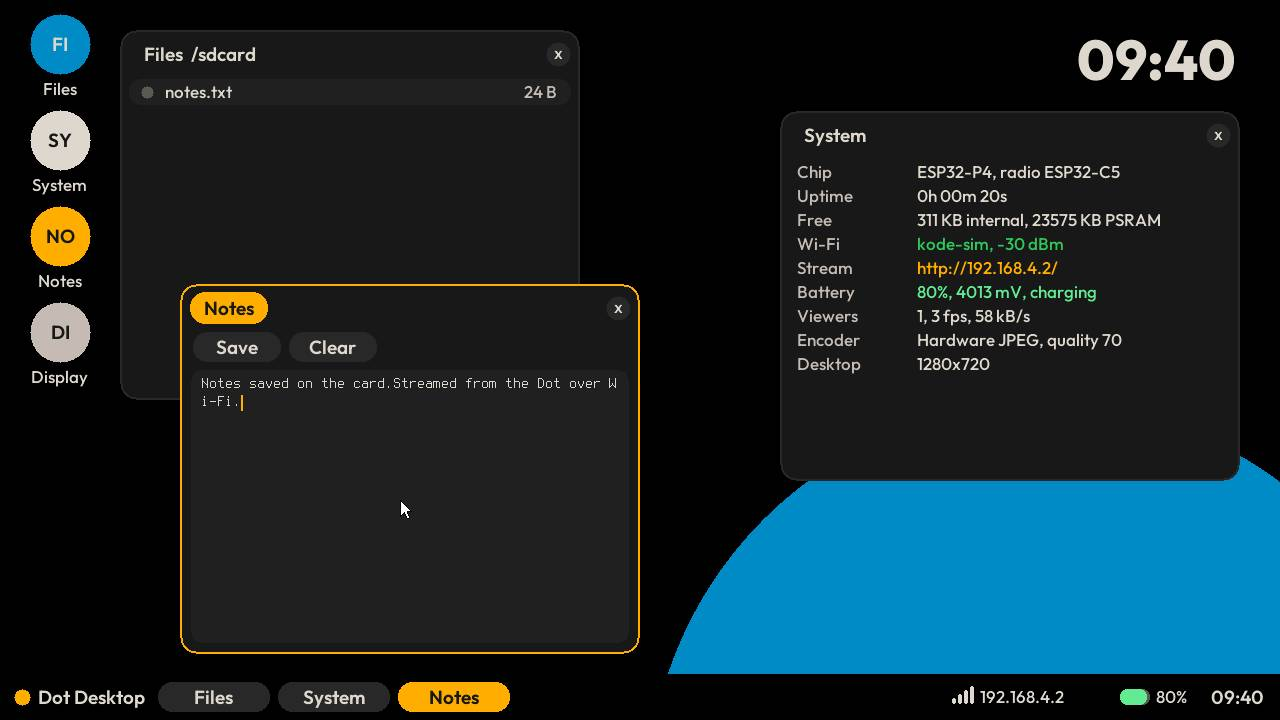 FI
Files
SY
System
NO
Notes
DI
Display
Files /sdcard
x
notes.txt
24 B
09:40
System
x
Chip ESP32-P4, radio ESP32-C5
Uptime 0h 00m 20s
Free 311 KB internal, 23575 KB PSRAM
Wi-Fi kode-sim, -30 dBm
Stream http://192.168.4.2/
Battery 80%, 4013 mV, charging
Viewers 1, 3 fps, 58 kB/s
Encoder Hardware JPEG, quality 70
Desktop 1280x720
Notes
x
Save Clear
Notes saved on the card.Streamed from the Dot over W
i-Fi.
Dot Desktop Files System Notes 192.168.4.2 80% 09:40